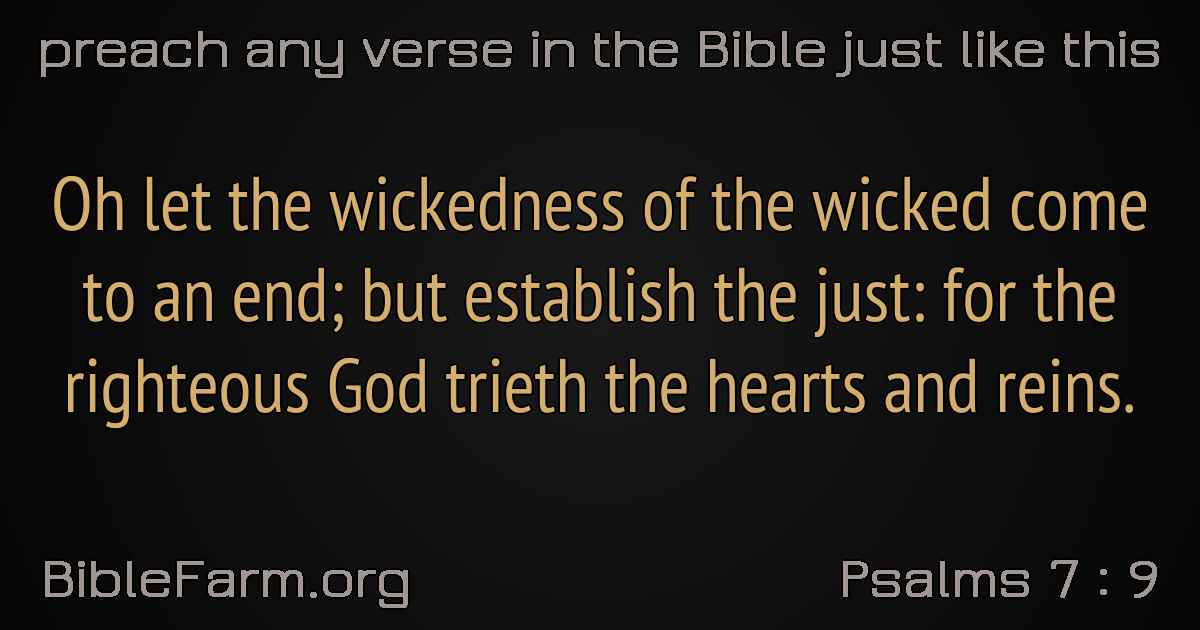 preach any verse in the Bible just like this
Oh let the wickedness of the wicked come
to an end; but establish the just: for the
righteous God trieth the hearts and reins.
BibleFarm.org
Psalms 7 : 9